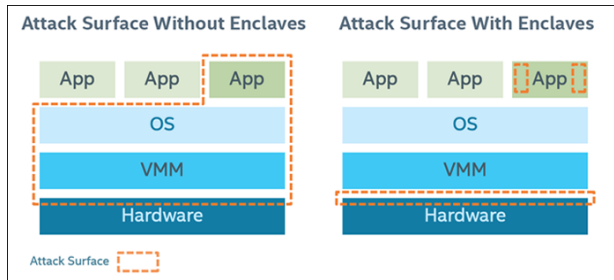 Attack Surface Without Enclaves
App App App
OS
VMM
Hardware
Attack Surface
Attack Surface With Enclaves
App App App
OS
VMM
Hardware